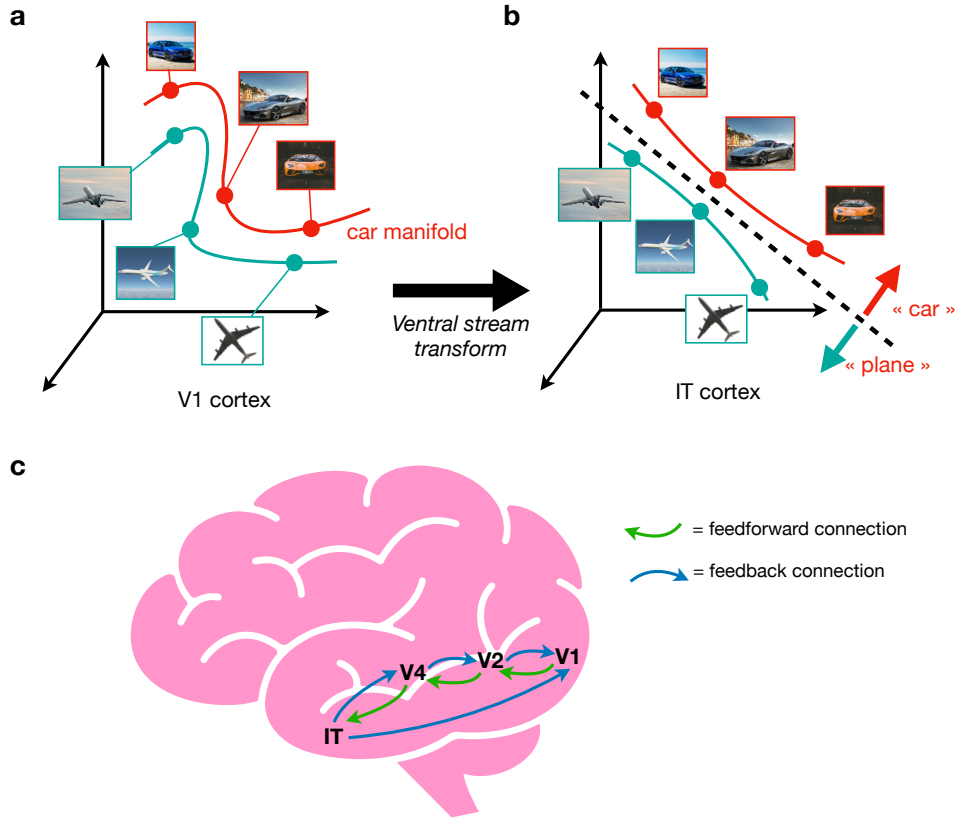 a
b
car manifold
Ventral stream
transform
« car »
« plane »
V1 cortex
IT cortex
c
= feedforward connection
= feedback connection
V4
V2
V1
IT